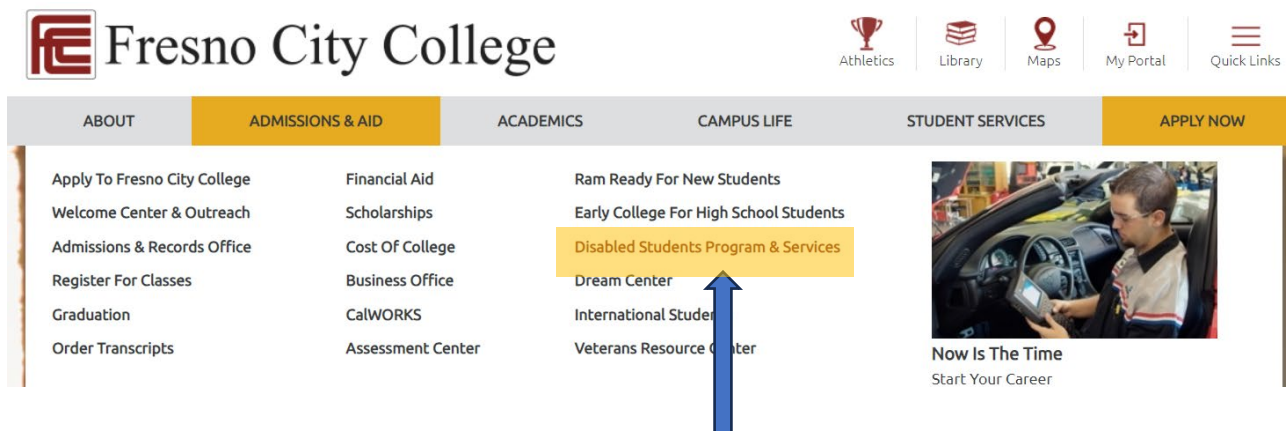 Fresno City College
Athletics
Library
Maps
My Portal
Quick Links
ABOUT
ADMISSIONS & AID
ACADEMICS
CAMPUS LIFE
STUDENT SERVICES
APPLY NOW
Apply To Fresno City College
Welcome Center & Outreach
Admissions & Records Office
Register For Classes
Graduation
Order Transcripts
Financial Aid
Scholarships
Cost Of College
Business Office
CalWORKS
Assessment Center
Ram Ready For New Students
Early College For High School Students
Disabled Students Program & Services
Dream Center
International
Veterans Resource
Now Is The Time
Start Your Career